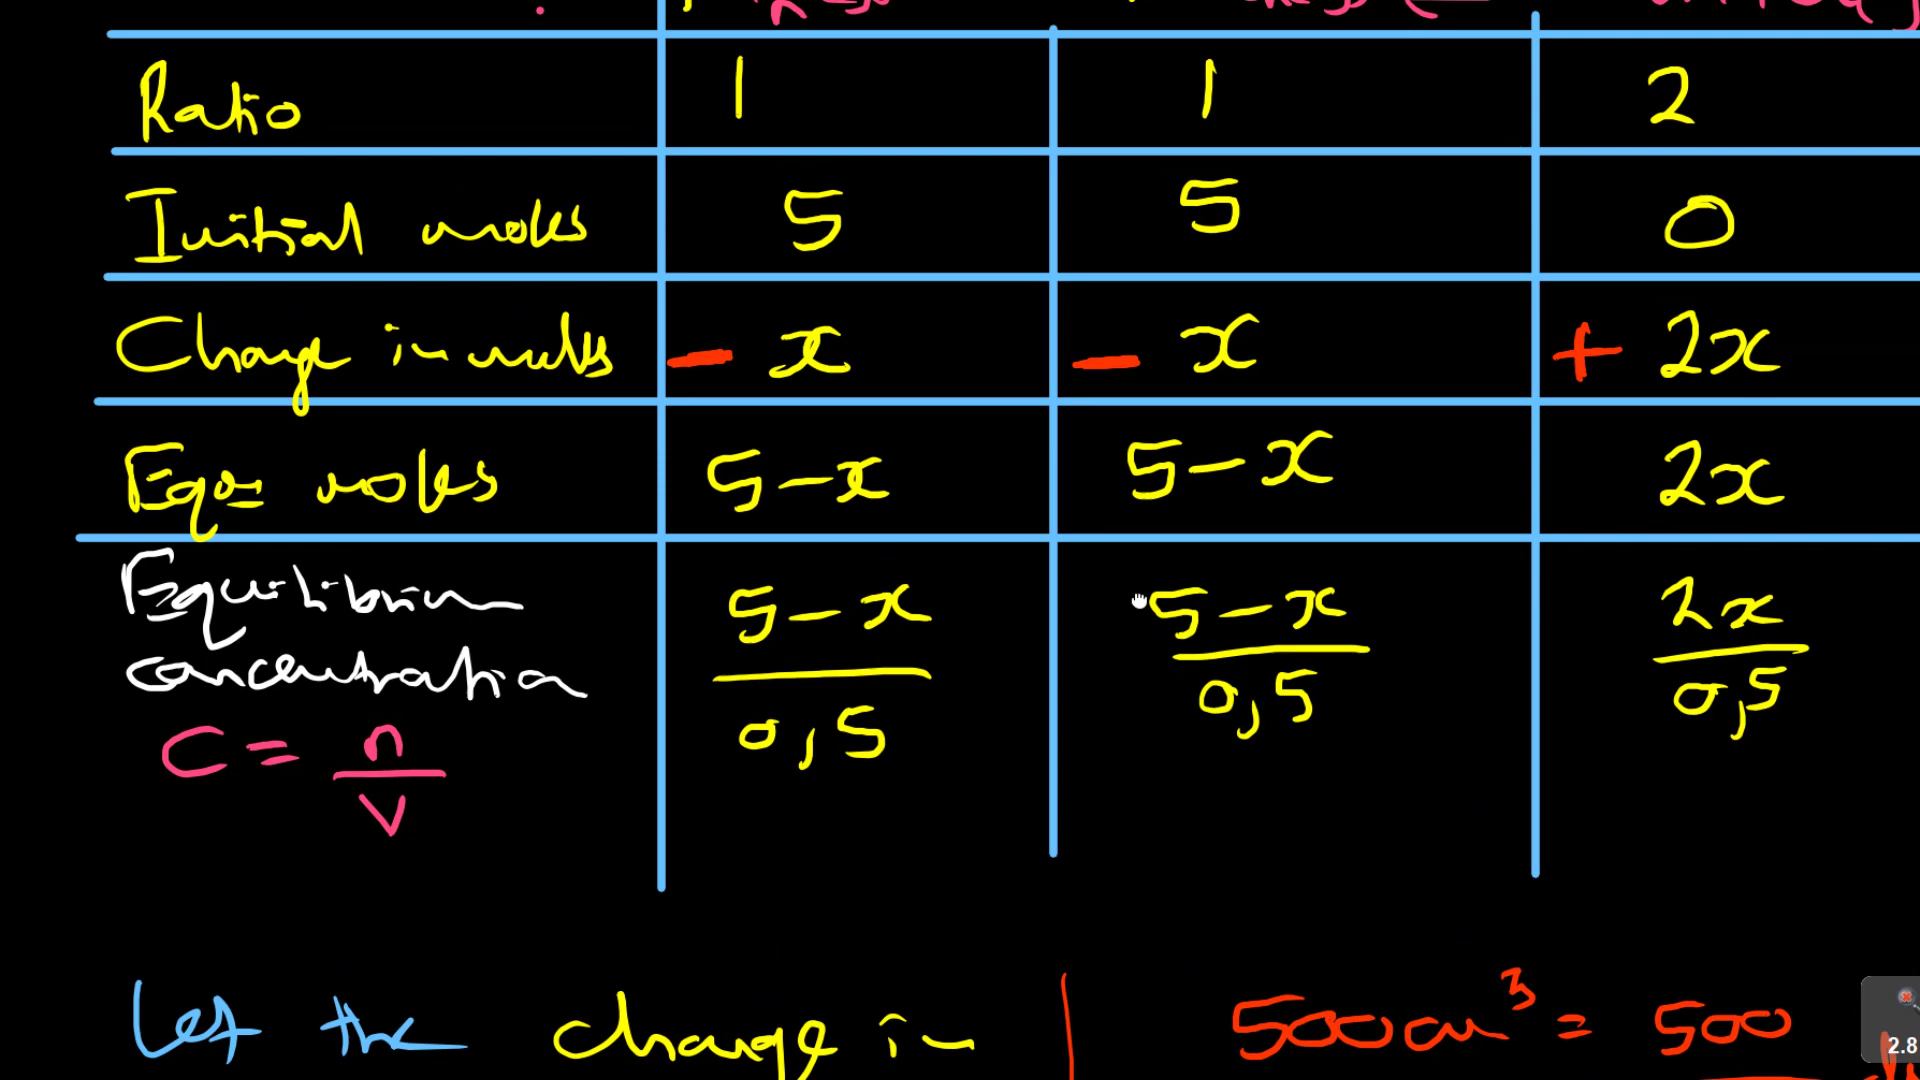 Ratio 1 1 2
Initial moles 5 5 0
Change in moles - x - x + 2x
Eqm moles 5-x 5-x 2x
Equilibrium concentration 5-x/0,5 5-x/0,5 2x/0,5
C = n/V
Let the change in 500cm³ = 500
2.8